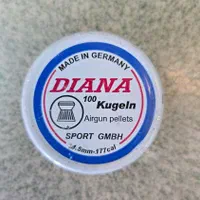 MADE IN GERMANY
DIANA
100
Kugeln
Airgun pellets
SPORT GMBH
4.5mm-177cal